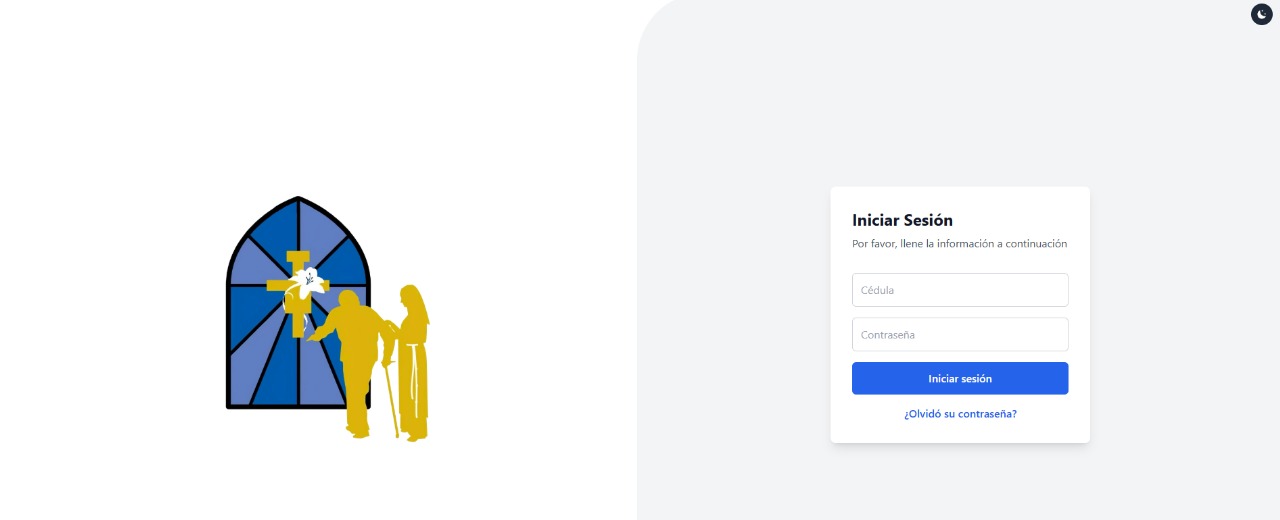 Iniciar Sesión
Por favor, llene la información a continuación
Cédula
Contraseña
Iniciar sesión
¿Olvidó su contraseña?